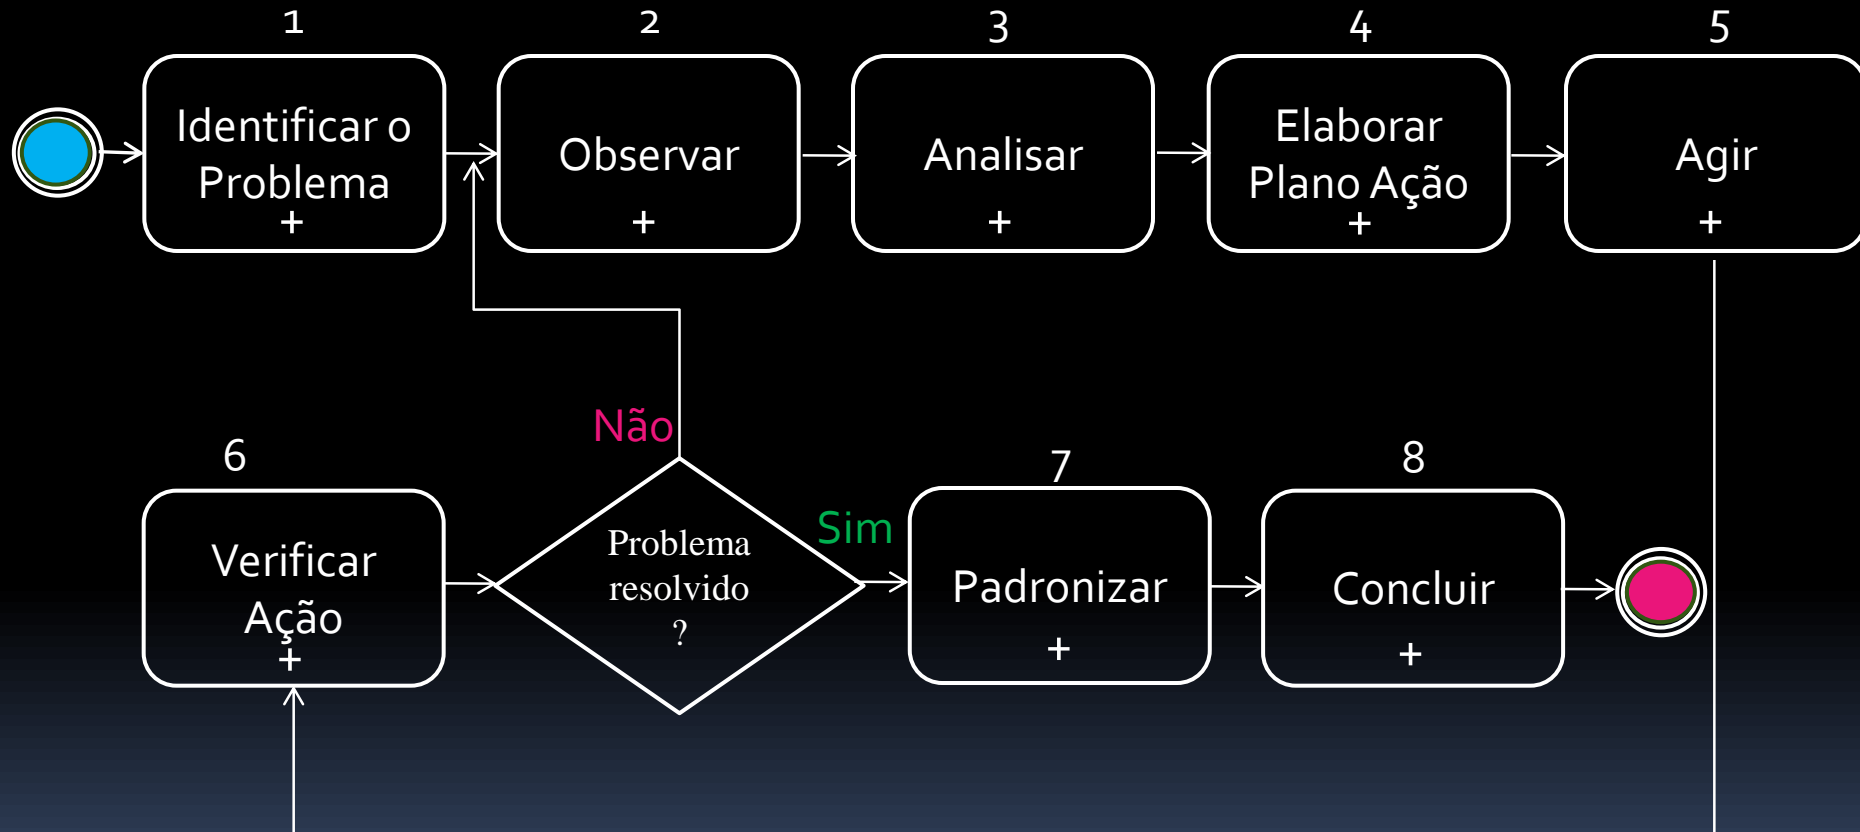 1
2
3
4
5
Identificar o
Problema
+
Observar
+
Analisar
+
Elaborar
Plano Ação
+
Agir
+
Não
6
7
8
Verificar
Ação
+
Problema
resolvido
?
Sim
Padronizar
+
Concluir
+